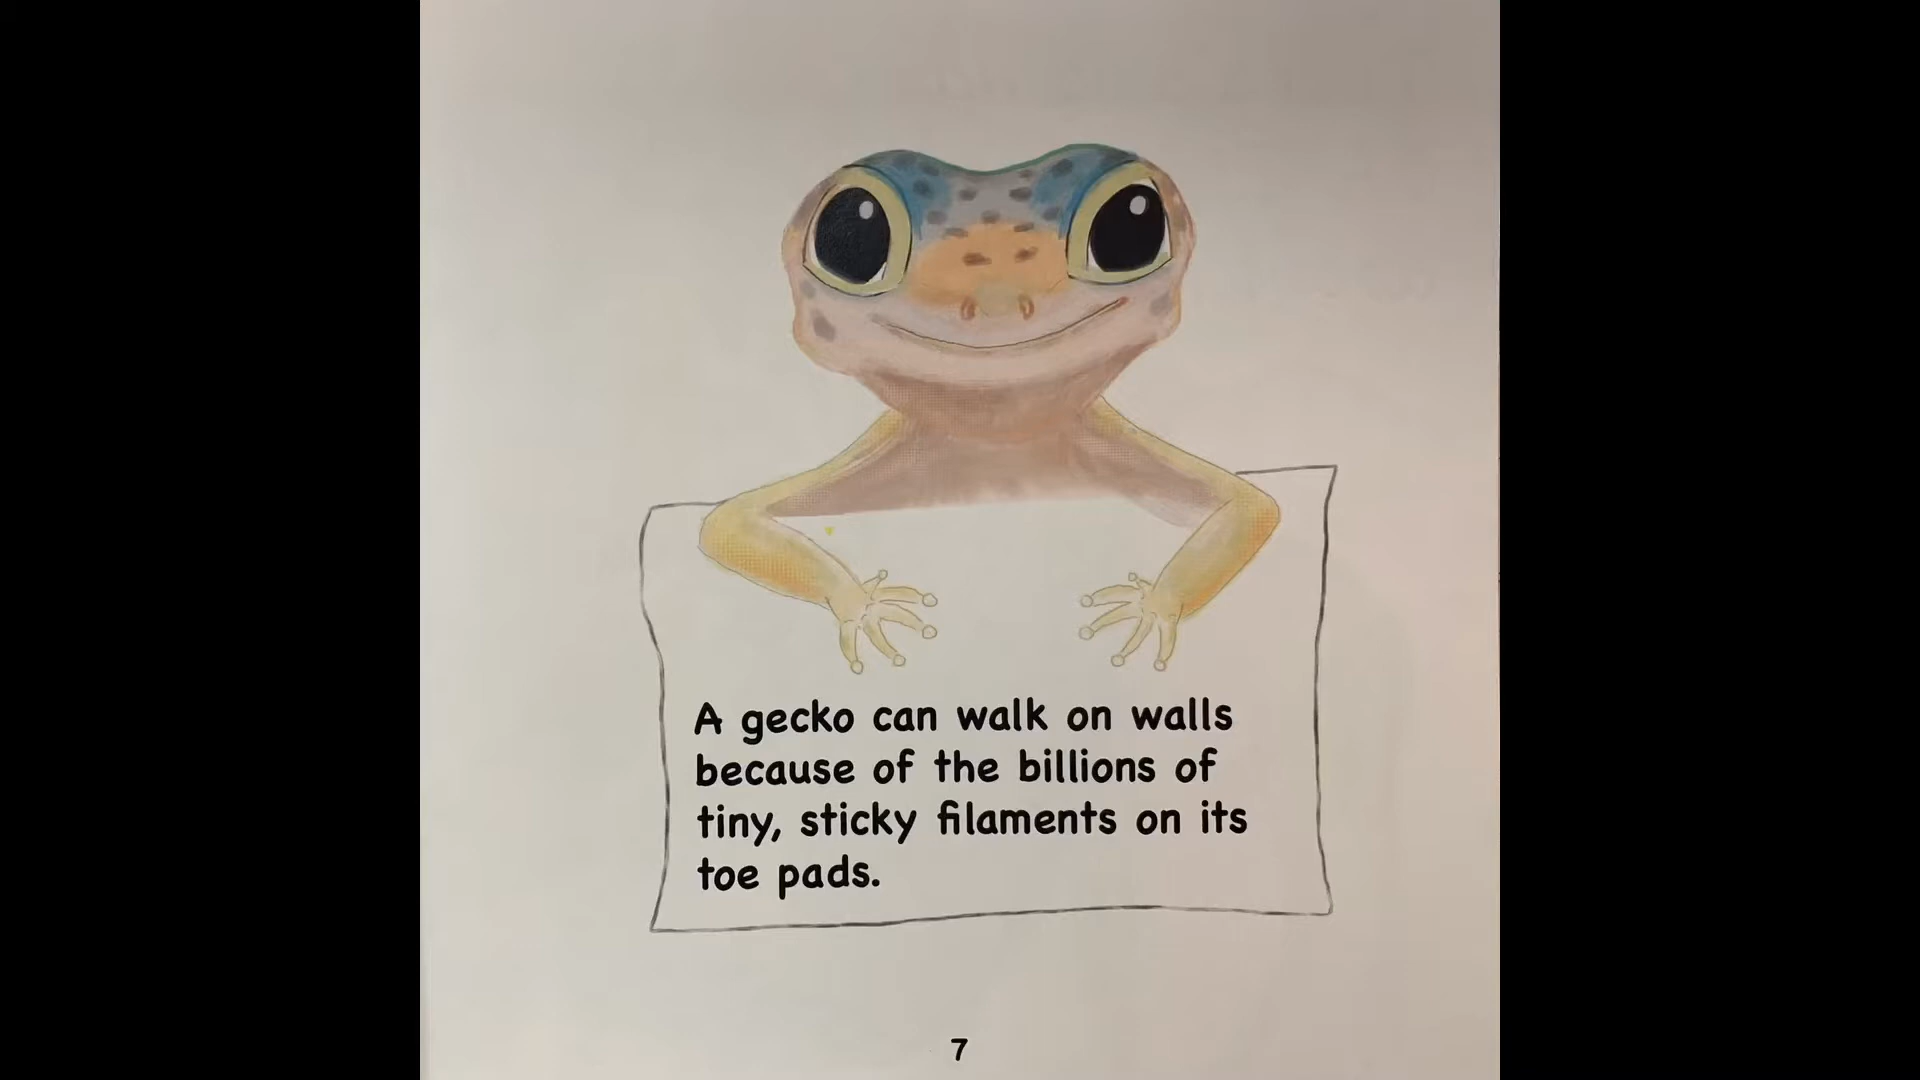 A gecko can walk on walls
because of the billions of
tiny, sticky filaments on its
toe pads.
7